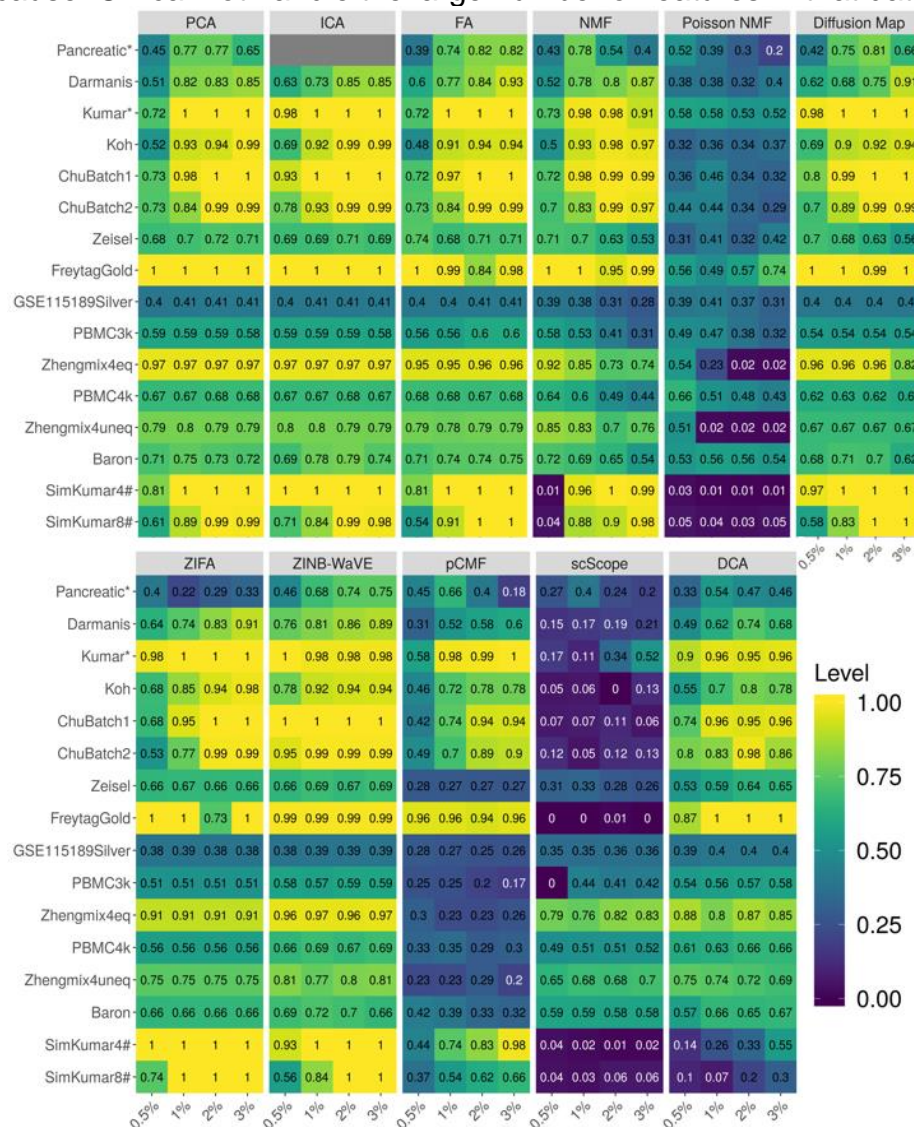 PCA ICA FA NMF Poisson NMF Diffusion Map
Pancreatic* 0.45 0.77 0.77 0.65 0.39 0.74 0.82 0.82 0.43 0.78 0.54 0.4 0.52 0.39 0.3 0.2 0.42 0.75 0.81 0.66
Darmanis 0.51 0.82 0.83 0.85 0.63 0.73 0.85 0.85 0.6 0.77 0.84 0.93 0.52 0.78 0.8 0.87 0.38 0.38 0.32 0.4 0.62 0.68 0.75 0.91
Kumar* 0.72 1 1 1 0.98 1 1 1 0.72 1 1 1 0.73 0.98 0.98 0.91 0.58 0.58 0.53 0.52 0.98 1 1 1
Koh 0.52 0.93 0.94 0.99 0.69 0.92 0.99 0.99 0.48 0.91 0.94 0.94 0.5 0.93 0.98 0.97 0.32 0.36 0.34 0.37 0.69 0.9 0.92 0.94
ChuBatch1 0.73 0.98 1 1 0.93 1 1 1 0.72 0.97 1 1 0.72 0.98 0.99 0.99 0.36 0.46 0.34 0.32 0.8 0.99 1 1
ChuBatch2 0.73 0.84 0.99 0.99 0.78 0.93 0.99 0.99 0.73 0.84 0.99 0.99 0.7 0.83 0.99 0.97 0.44 0.44 0.34 0.29 0.7 0.89 0.99 0.99
Zeisel 0.68 0.7 0.72 0.71 0.69 0.69 0.71 0.69 0.74 0.68 0.71 0.71 0.71 0.7 0.63 0.53 0.31 0.41 0.32 0.42 0.7 0.68 0.63 0.56
FreytagGold 1 1 1 1 1 1 1 1 1 0.99 0.84 0.98 1 1 0.95 0.99 0.56 0.49 0.57 0.74 1 1 0.99 1
GSE115189Silver 0.4 0.41 0.41 0.41 0.4 0.41 0.41 0.41 0.4 0.4 0.41 0.41 0.39 0.38 0.31 0.28 0.39 0.41 0.37 0.31 0.4 0.4 0.4
PBMC3k 0.59 0.59 0.59 0.58 0.59 0.59 0.59 0.58 0.56 0.56 0.6 0.6 0.58 0.53 0.41 0.31 0.49 0.47 0.38 0.32 0.54 0.54 0.54 0.54
Zhengmix4eq 0.97 0.97 0.97 0.97 0.97 0.97 0.97 0.97 0.95 0.95 0.96 0.96 0.92 0.85 0.73 0.74 0.54 0.23 0.02 0.02 0.96 0.96 0.96 0.82
PBMC4k 0.67 0.67 0.68 0.68 0.67 0.67 0.68 0.67 0.68 0.68 0.67 0.68 0.64 0.6 0.49 0.44 0.66 0.51 0.48 0.43 0.62 0.63 0.62
Zhengmix4uneq 0.79 0.8 0.79 0.79 0.8 0.8 0.79 0.79 0.79 0.78 0.79 0.79 0.85 0.83 0.7 0.76 0.51 0.02 0.02 0.02 0.67 0.67 0.67 0.67
Baron 0.71 0.75 0.73 0.72 0.69 0.78 0.79 0.74 0.71 0.74 0.74 0.75 0.72 0.69 0.65 0.54 0.53 0.56 0.56 0.54 0.68 0.71 0.7 0.62
SimKumar4# 0.81 1 1 1 1 1 1 1 0.81 1 1 1 0.01 0.96 1 0.99 0.03 0.01 0.01 0.01 0.97 1 1 1
SimKumar8# 0.61 0.89 0.99 0.99 0.71 0.84 0.99 0.98 0.54 0.91 1 1 0.04 0.88 0.9 0.98 0.05 0.04 0.03 0.05 0.58 0.83 1 1
0.5% 1% 2% 3%
ZIFA ZINB-WaVE pCMF scScope DCA
Pancreatic* 0.4 0.22 0.29 0.33 0.46 0.68 0.74 0.75 0.45 0.66 0.4 0.18 0.27 0.4 0.24 0.2 0.33 0.54 0.47 0.46
Darmanis 0.64 0.74 0.83 0.91 0.76 0.81 0.86 0.89 0.31 0.52 0.58 0.6 0.15 0.17 0.19 0.21 0.49 0.62 0.74 0.68
Kumar* 0.98 1 1 1 1 0.98 0.98 0.98 0.58 0.98 0.99 1 0.17 0.11 0.34 0.52 0.9 0.96 0.95 0.96
Koh 0.68 0.85 0.94 0.98 0.78 0.92 0.94 0.94 0.46 0.72 0.78 0.78 0.05 0.06 0 0.13 0.55 0.7 0.8 0.78
ChuBatch1 0.68 0.95 1 1 1 1 1 1 0.42 0.74 0.94 0.94 0.07 0.07 0.11 0.06 0.74 0.96 0.95 0.96
ChuBatch2 0.53 0.77 0.99 0.99 0.95 0.99 0.99 0.99 0.49 0.7 0.89 0.9 0.12 0.05 0.12 0.13 0.8 0.83 0.98 0.86
Zeisel 0.66 0.67 0.66 0.66 0.66 0.69 0.67 0.69 0.28 0.27 0.27 0.27 0.31 0.33 0.28 0.26 0.53 0.59 0.64 0.65
FreytagGold 1 1 0.73 1 0.99 0.99 0.99 0.99 0.96 0.96 0.94 0.96 0 0 0.01 0 0.87 1 1 1
GSE115189Silver 0.38 0.39 0.38 0.38 0.38 0.39 0.39 0.39 0.28 0.27 0.25 0.26 0.35 0.35 0.36 0.36 0.39 0.4 0.4 0.4
PBMC3k 0.51 0.51 0.51 0.51 0.58 0.57 0.59 0.59 0.25 0.25 0.2 0.17 0 0.44 0.41 0.42 0.54 0.56 0.57 0.58
Zhengmix4eq 0.91 0.91 0.91 0.91 0.96 0.97 0.96 0.97 0.3 0.23 0.23 0.26 0.79 0.76 0.82 0.83 0.88 0.8 0.87 0.85
PBMC4k 0.56 0.56 0.56 0.56 0.66 0.69 0.67 0.69 0.33 0.35 0.29 0.3 0.49 0.51 0.51 0.52 0.61 0.63 0.66 0.66
Zhengmix4uneq 0.75 0.75 0.75 0.75 0.81 0.77 0.8 0.81 0.23 0.23 0.29 0.2 0.65 0.68 0.68 0.7 0.75 0.74 0.72 0.69
Baron 0.66 0.66 0.66 0.66 0.69 0.72 0.7 0.66 0.42 0.39 0.33 0.32 0.59 0.59 0.58 0.58 0.57 0.66 0.65 0.67
SimKumar4# 1 1 1 1 0.93 1 1 1 0.44 0.74 0.83 0.98 0.04 0.02 0.01 0.02 0.14 0.26 0.33 0.55
SimKumar8# 0.74 1 1 1 0.56 0.84 1 1 0.37 0.54 0.62 0.66 0.04 0.03 0.06 0.06 0.1 0.07 0.2 0.3
0.5% 1% 2% 3% 0.5% 1% 2% 3% 0.5% 1% 2% 3% 0.5% 1% 2% 3% 0.5% 1% 2% 3%
Level
1.00
0.75
0.50
0.25
0.00